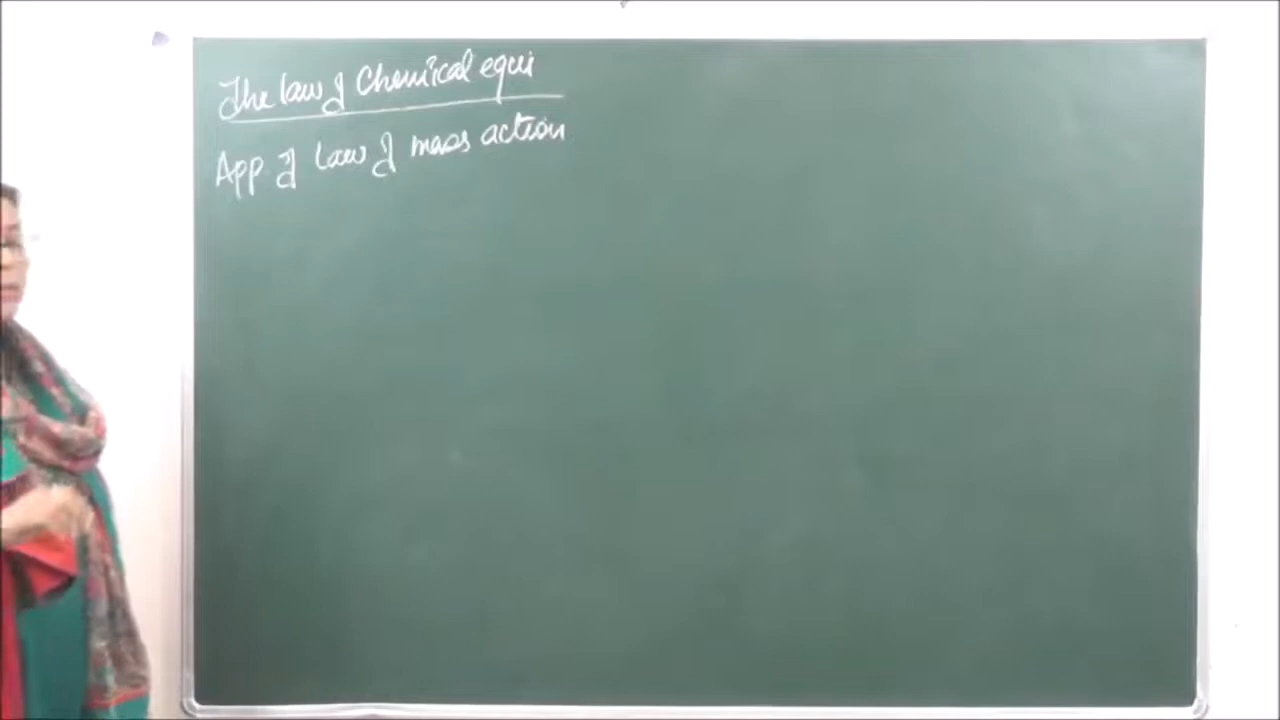 The law of Chemical equi
App of law of mass action